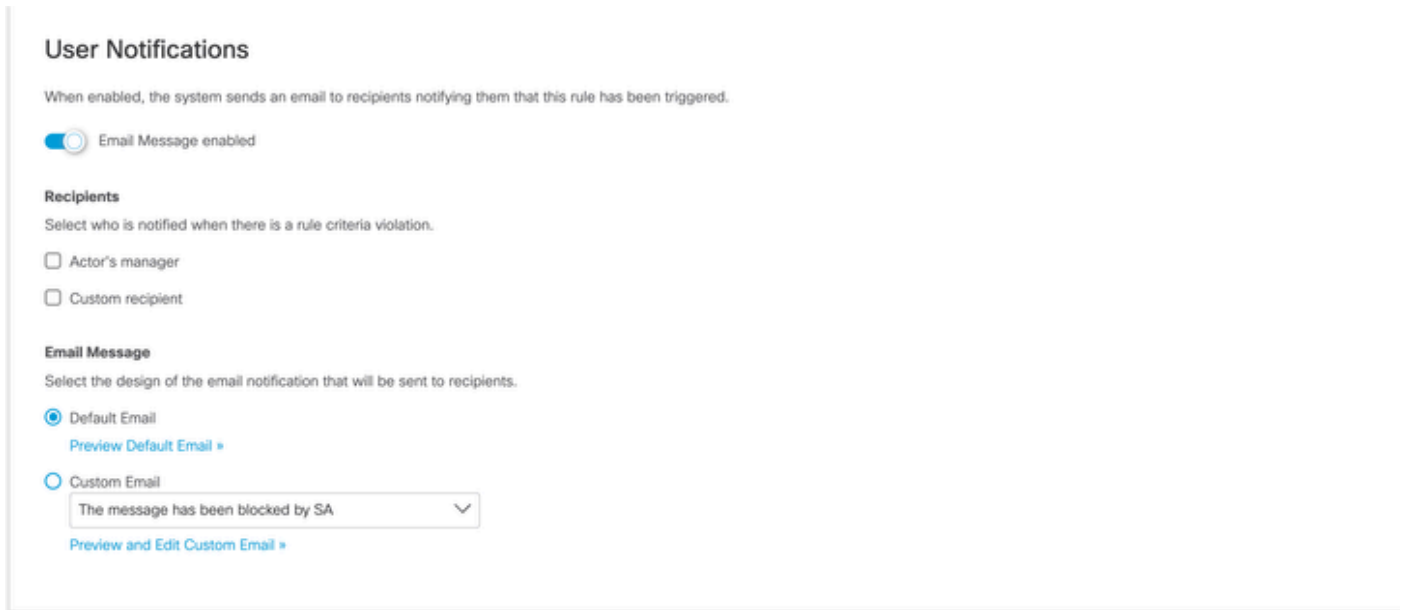 User Notifications
When enabled, the system sends an email to recipients notifying them that this rule has been triggered.
Email Message enabled
Recipients
Select who is notified when there is a rule criteria violation.
Actor's manager
Custom recipient
Email Message
Select the design of the email notification that will be sent to recipients.
Default Email
Preview Default Email »
Custom Email
The message has been blocked by SA
Preview and Edit Custom Email »